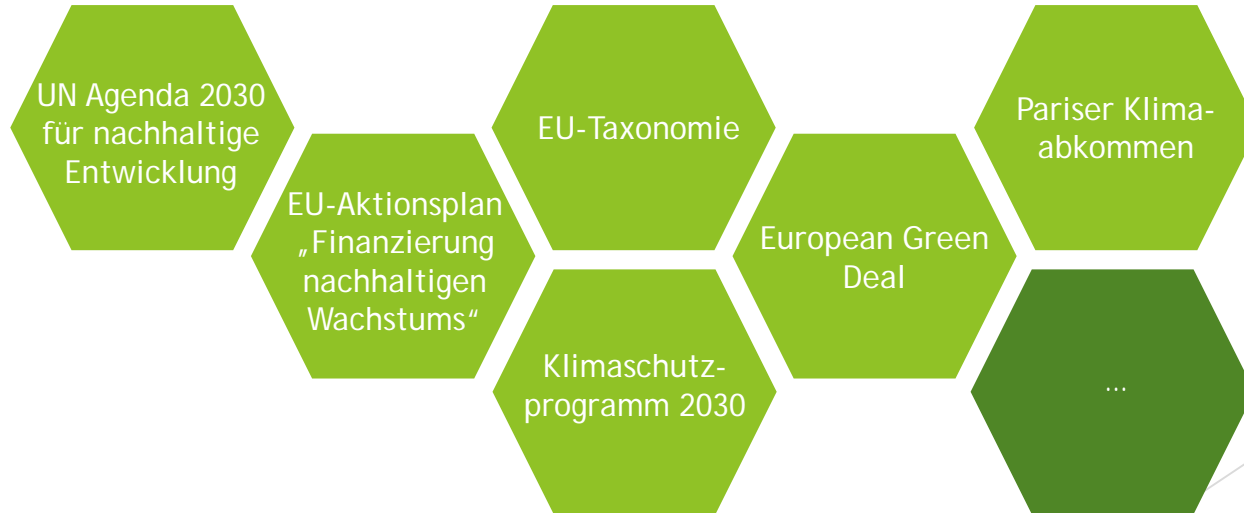 UN Agenda 2030
für nachhaltige
Entwicklung
EU-Aktionsplan
„Finanzierung
nachhaltigen
Wachstums“
EU-Taxonomie
Klimaschutz-
programm 2030
European Green
Deal
Pariser Klima-
abkommen
...